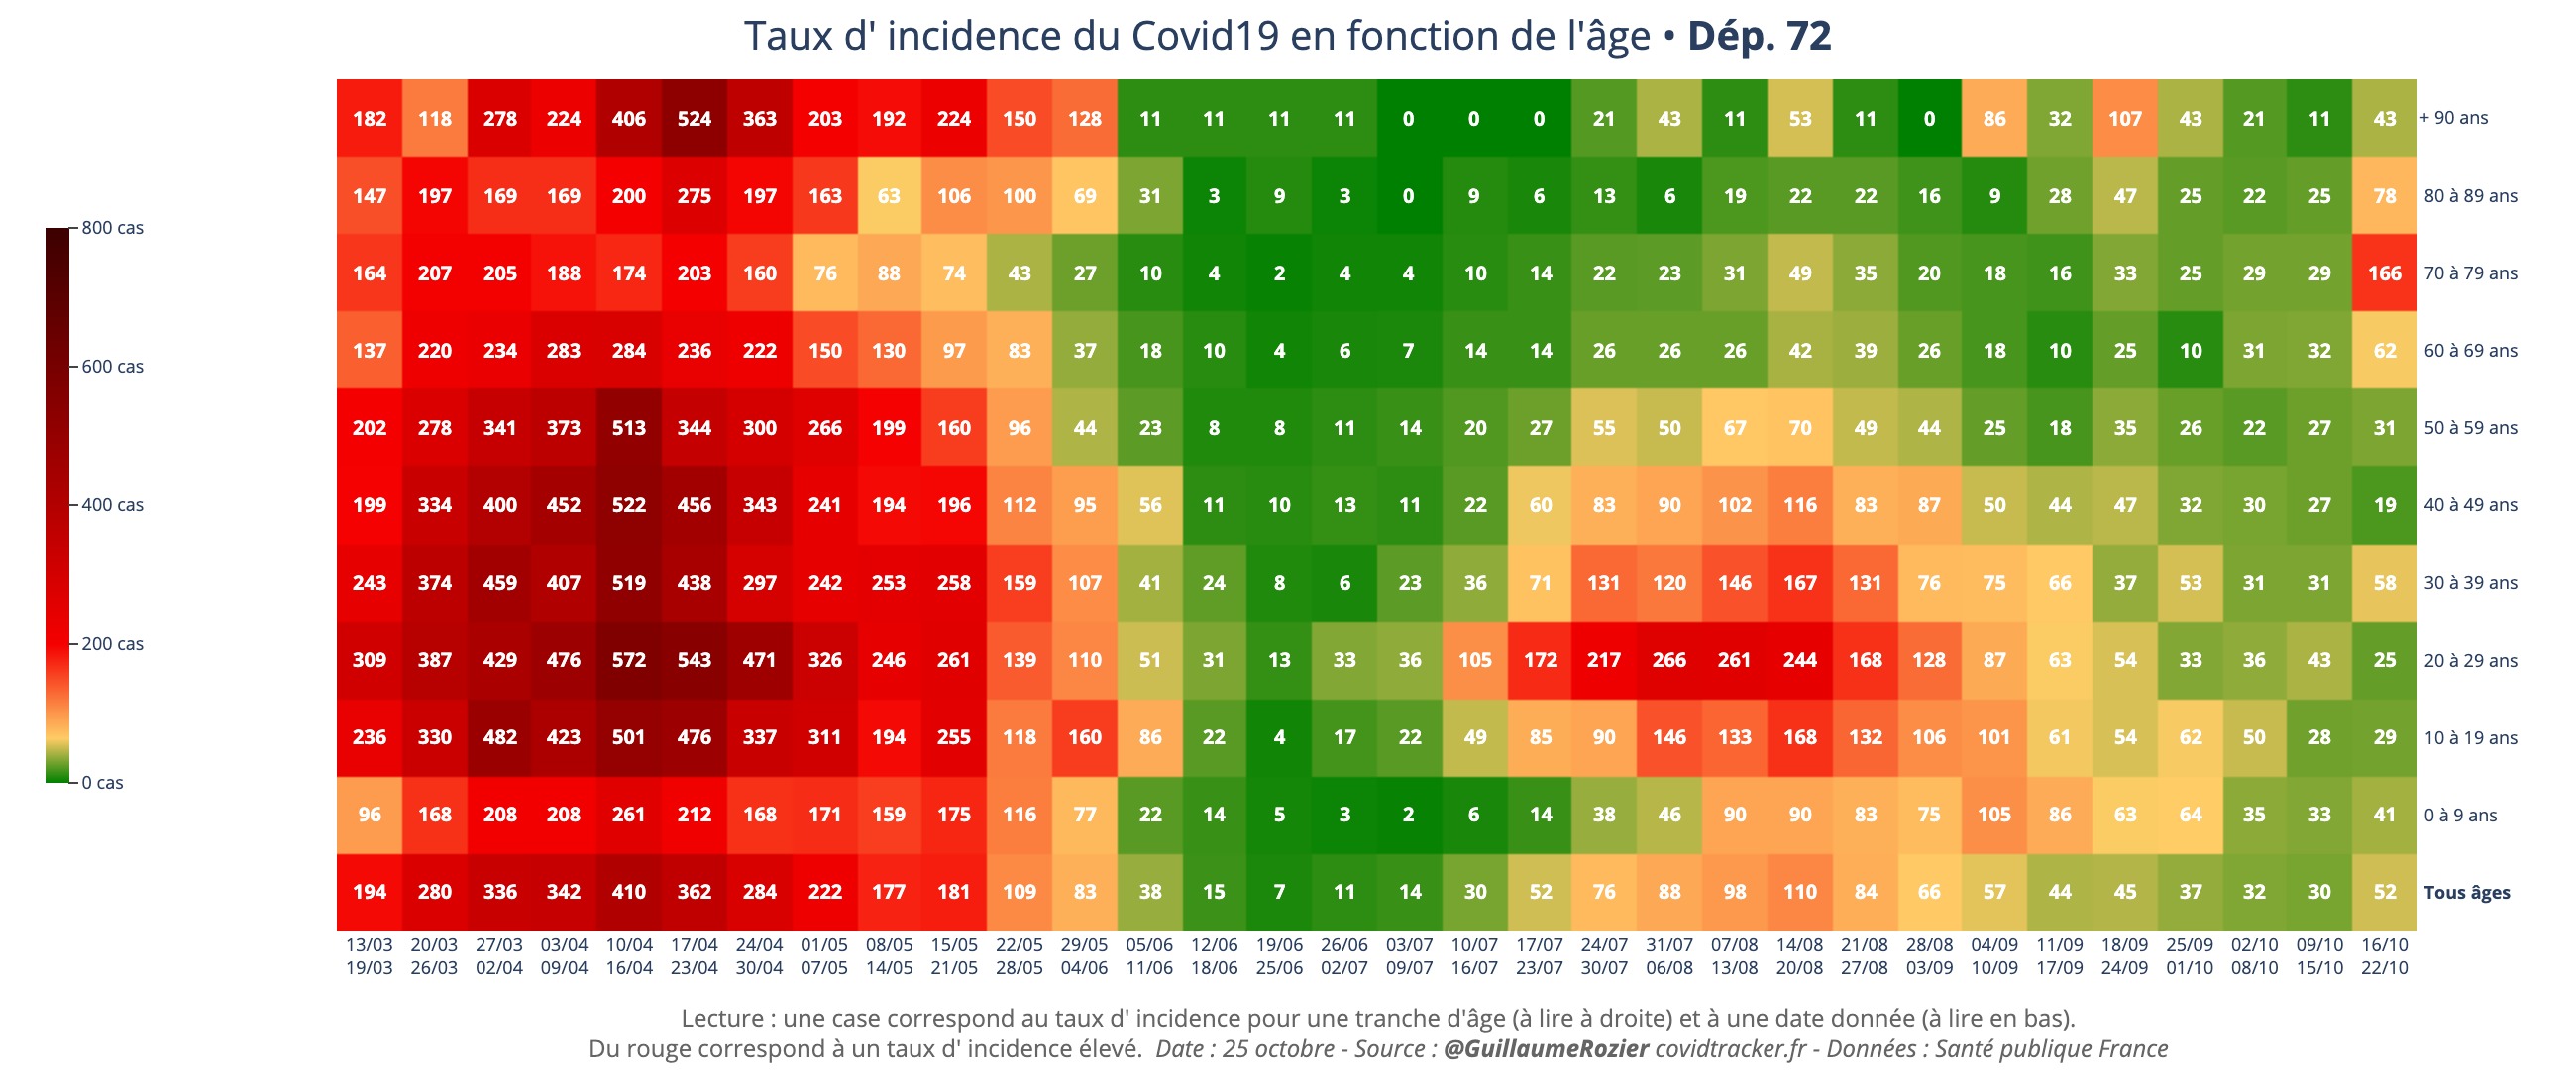 Taux d' incidence du Covid19 en fonction de l'âge • Dép. 72
800 cas
600 cas
400 cas
200 cas
0 cas
182 118 278 224 406 524 363 203 192 224 150 128 11 11 11 11 0 0 0 21 43 11 53 11 0 86 32 107 43 21 11 43 + 90 ans
147 197 169 169 200 275 197 163 63 106 100 69 31 3 9 3 0 9 6 13 6 19 22 22 16 9 28 47 25 22 25 78 80 à 89 ans
164 207 205 188 174 203 160 76 88 74 43 27 10 4 2 4 4 10 14 22 23 31 49 35 20 18 16 33 25 29 29 166 70 à 79 ans
137 220 234 283 284 236 222 150 130 97 83 37 18 10 4 6 7 14 14 26 26 26 42 39 26 18 10 25 10 31 32 62 60 à 69 ans
202 278 341 373 513 344 300 266 199 160 96 44 23 8 8 11 14 20 27 55 50 67 70 49 44 25 18 35 26 22 27 31 50 à 59 ans
199 334 400 452 522 456 343 241 194 196 112 95 56 11 10 13 11 22 60 83 90 102 116 83 87 50 44 47 32 30 27 19 40 à 49 ans
243 374 459 407 519 438 297 242 253 258 159 107 41 24 8 6 23 36 71 131 120 146 167 131 76 75 66 37 53 31 31 58 30 à 39 ans
309 387 429 476 572 543 471 326 246 261 139 110 51 31 13 33 36 105 172 217 266 261 244 168 128 87 63 54 33 36 43 25 20 à 29 ans
236 330 482 423 501 476 337 311 194 255 118 160 86 22 4 17 22 49 85 90 146 133 168 132 106 101 61 54 62 50 28 29 10 à 19 ans
96 168 208 208 261 212 168 171 159 175 116 77 22 14 5 3 2 6 14 38 46 90 90 83 75 105 86 63 64 35 33 41 0 à 9 ans
194 280 336 342 410 362 284 222 177 181 109 83 38 15 7 11 14 30 52 76 88 98 110 84 66 57 44 45 37 32 30 52 Tous âges
13/03 20/03 27/03 03/04 10/04 17/04 24/04 01/05 08/05 15/05 22/05 29/05 05/06 12/06 19/06 26/06 03/07 10/07 17/07 24/07 31/07 07/08 14/08 21/08 28/08 04/09 11/09 18/09 25/09 02/10 09/10 16/10
19/03 26/03 02/04 09/04 16/04 23/04 30/04 07/05 14/05 21/05 28/05 04/06 11/06 18/06 25/06 02/07 09/07 16/07 23/07 30/07 06/08 13/08 20/08 27/08 03/09 10/09 17/09 24/09 01/10 08/10 15/10 22/10
Lecture : une case correspond au taux d' incidence pour une tranche d'âge (à lire à droite) et à une date donnée (à lire en bas).
Du rouge correspond à un taux d' incidence élevé. Date : 25 octobre - Source : @GuillaumeRozier covidtracker.fr - Données : Santé publique France